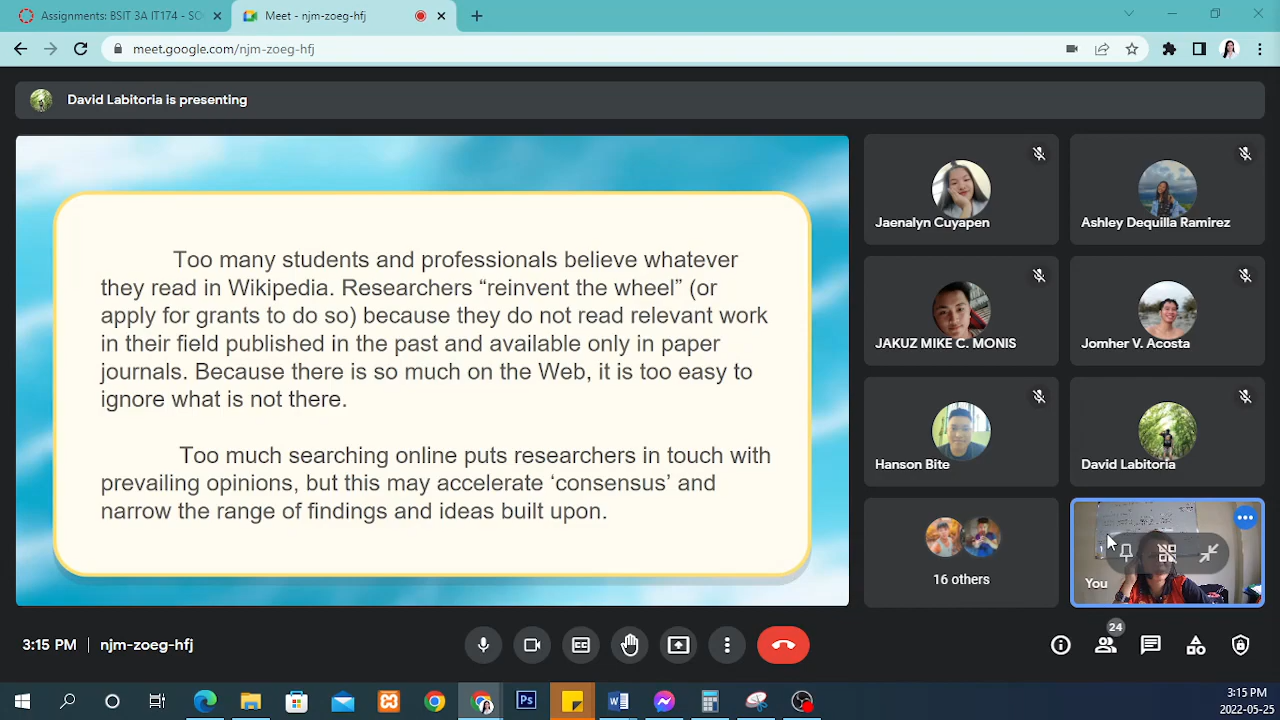 Assignments: BSIT 3A IT174 - SO
Meet - njm-zoeg-hfj
meet.google.com/njm-zoeg-hfj
David Labitoria is presenting
Too many students and professionals believe whatever
they read in Wikipedia. Researchers “reinvent the wheel” (or
apply for grants to do so) because they do not read relevant work
in their field published in the past and available only in paper
journals. Because there is so much on the Web, it is too easy to
ignore what is not there.
Too much searching online puts researchers in touch with
prevailing opinions, but this may accelerate ‘consensus’ and
narrow the range of findings and ideas built upon.
Jaenalyn Cuyapen
Ashley Dequilla Ramirez
JAKUZ MIKE C. MONIS
Jomher V. Acosta
Hanson Bite
David Labitoria
16 others
You
3:15 PM | njm-zoeg-hfj
CC
24
Ps
3:15 PM
2022-05-25